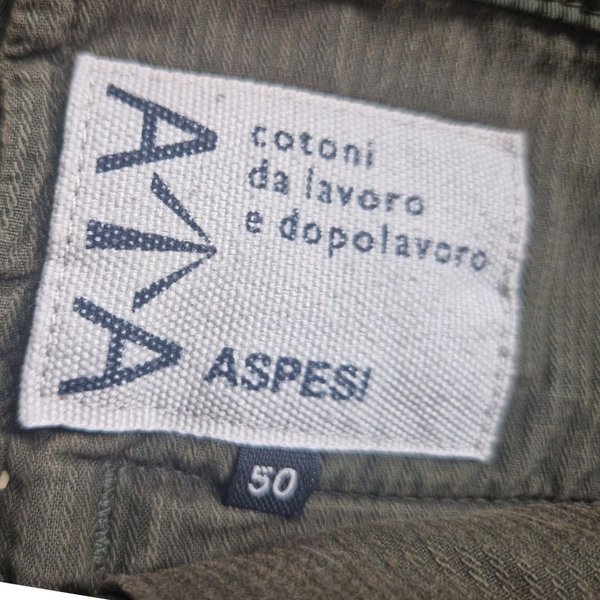 A A
cotoni
da lavoro
e dopolavoro
ASPESI
50